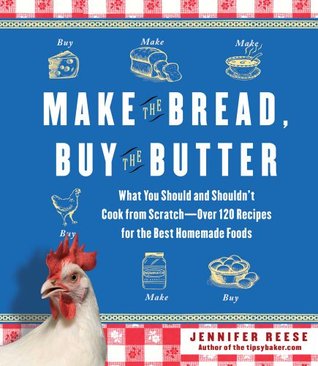 Buy
Make
Make
MAKE THE BREAD,
BUY THE BUTTER
What You Should and Shouldn't
Cook from Scratch—Over 120 Recipes
for the Best Homemade Foods
Buy
Make
Buy
JENNIFER REESE
Author of the tipsybaker.com